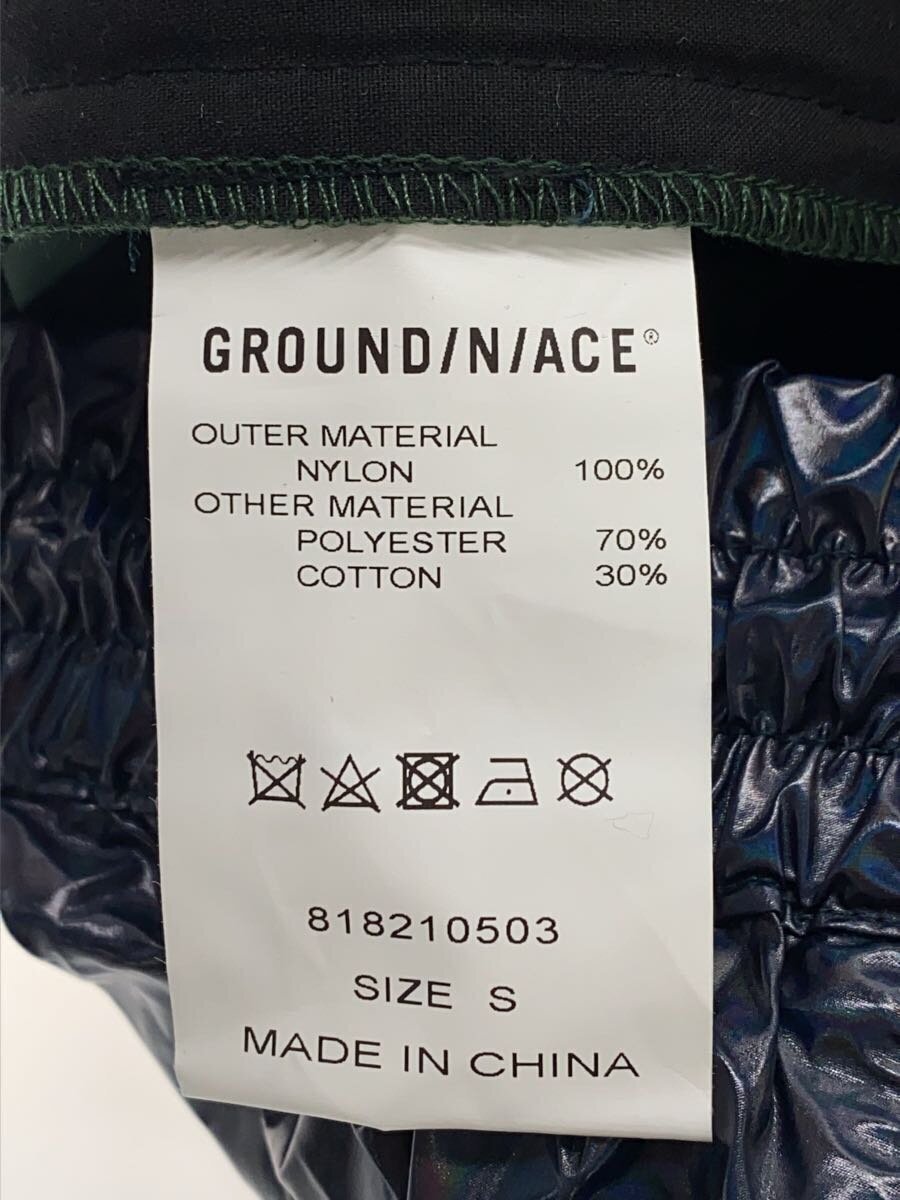 GROUND/N/ACE®
OUTER MATERIAL
NYLON 100%
OTHER MATERIAL
POLYESTER 70%
COTTON 30%
818210503
SIZE S
MADE IN CHINA